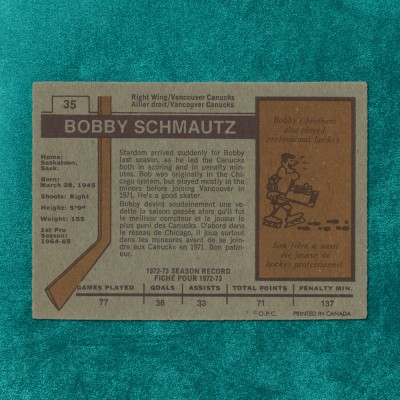 35
Right Wing/Vancouver Canucks
Ailier droit/Vancouver Canucks
BOBBY SCHMAUTZ
Home:
Saskatoon,
Sask.
Born:
March 28, 1945
Shoots: Right
Height: 5'9"
Weight: 155
1st Pro
Season:
1964-65
Stardom arrived suddenly for Bobby
last season, as he led the Canucks
both in scoring and in penalty min-
utes. Bob was originally in the Chi-
cago system, but played mostly in the
minors before joining Vancouver in
1971. He's a good skater.
Bobby devint soudainement une ve-
dette la saison passée alors qu'il fut
le meilleur compteur et le joueur le
plus puni des Canucks. D'abord dans
le réseau de Chicago, il joua surtout
dans les mineures avant de se join-
dre aux Canucks en 1971. Bon patin-
eur.
Bobby's brothers
also played
professional hockey.
Son frère a aussi
été joueur de
hockey professionnel.
1972-73 SEASON RECORD
FICHE POUR 1972-73
GAMES PLAYED GOALS ASSISTS TOTAL POINTS PENALTY MIN.
77 38 33 71 137
© O.P.C. PRINTED IN CANADA